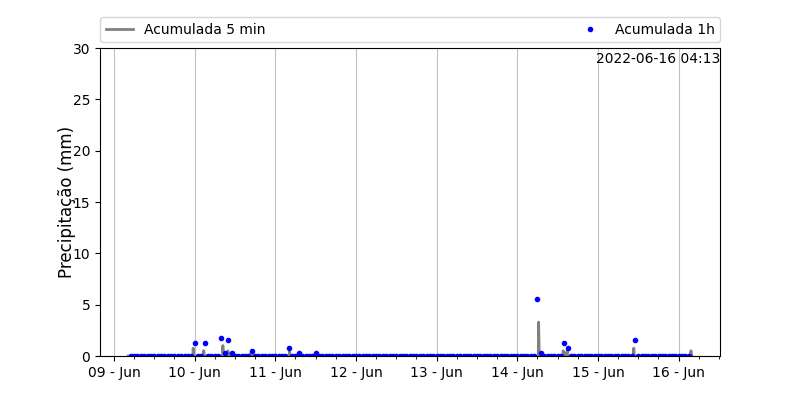 Acumulada 5 min
Acumulada 1h
2022-06-16 04:13
Precipitação (mm)
30
25
20
15
10
5
0
09 - Jun
10 - Jun
11 - Jun
12 - Jun
13 - Jun
14 - Jun
15 - Jun
16 - Jun